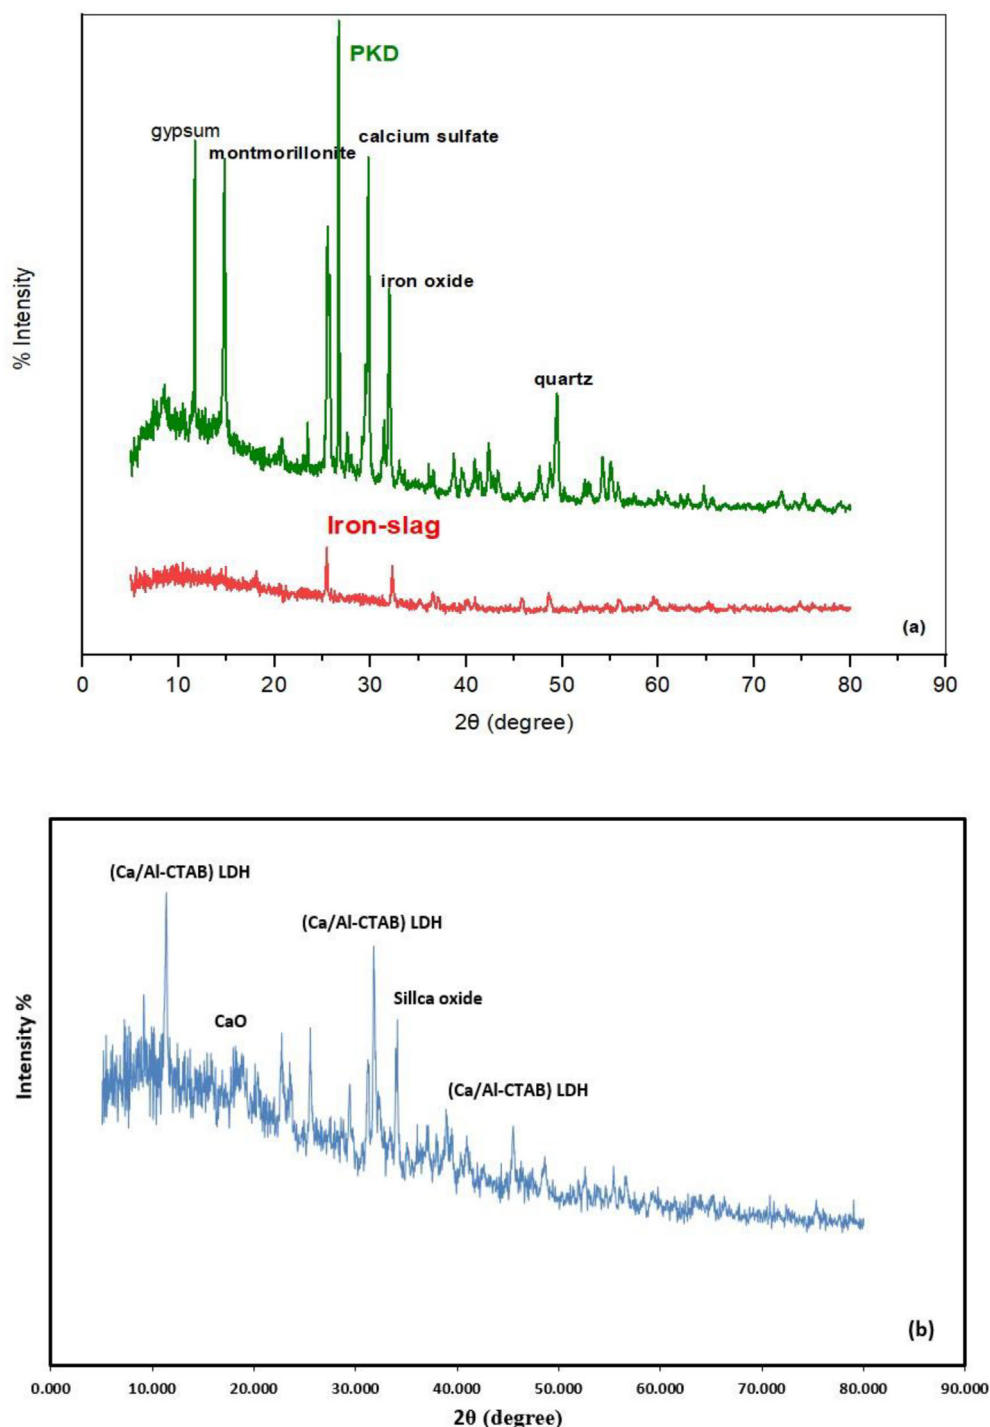 PKD
gypsum
calcium sulfate
montmorillonite
iron oxide
quartz
Iron-slag
(a)
% Intensity
0 10 20 30 40 50 60 70 80 90
2θ (degree)
(Ca/Al-CTAB) LDH
(Ca/Al-CTAB) LDH
Sillca oxide
CaO
(Ca/Al-CTAB) LDH
Intensity %
(b)
0.000 10.000 20.000 30.000 40.000 50.000 60.000 70.000 80.000 90.000
2θ (degree)